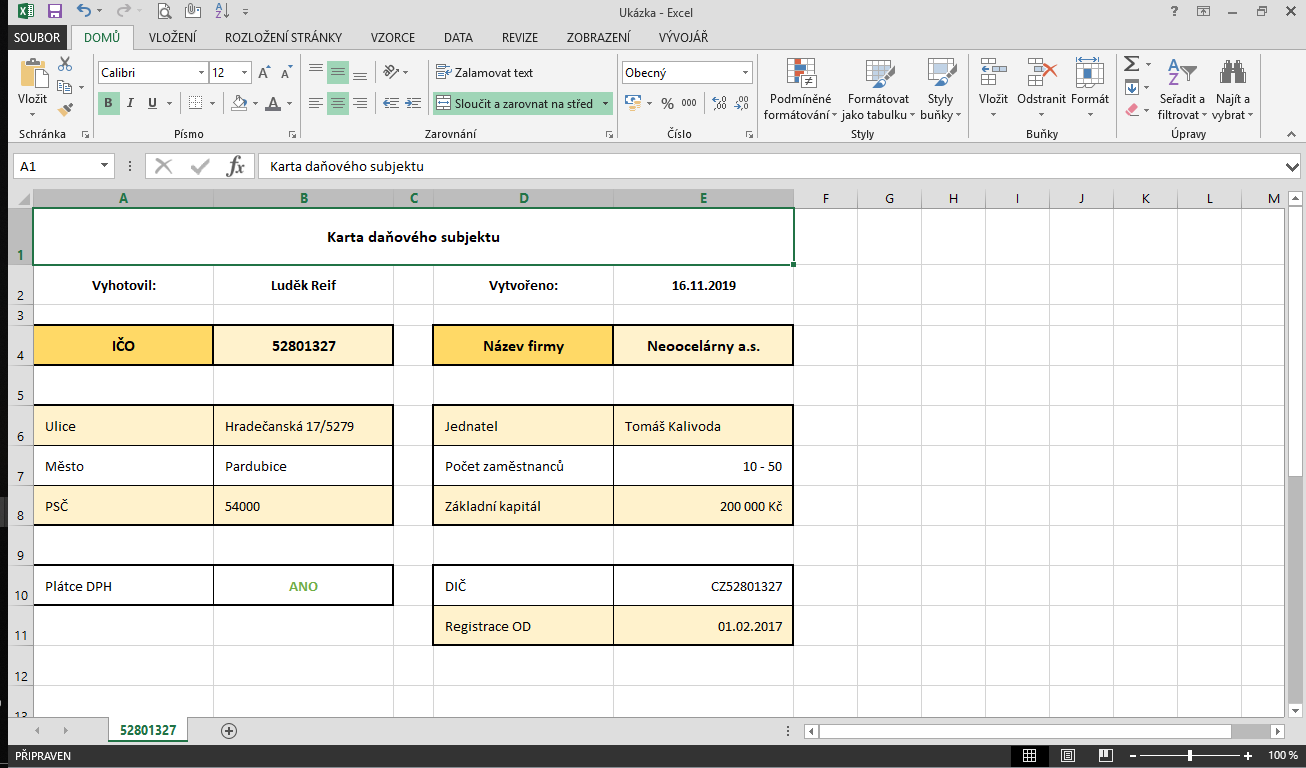 Ukázka - Excel
SOUBOR DOMŮ VLOŽENÍ ROZLOŽENÍ STRÁNKY VZORCE DATA REVIZE ZOBRAZENÍ VÝVOJÁŘ
Vložit
Schránka
Calibri 12
B I U
Písmo
Zalamovat text
Sloučit a zarovnat na střed
Zarovnání
Obecný
% 000
Číslo
Podmíněné formátování
Formátovat jako tabulku
Styly buňky
Styly
Vložit Odstranit Formát
Buňky
Seřadit a filtrovat
Najít a vybrat
Úpravy
A1 fx Karta daňového subjektu
A B C D E F G H I J K L M
1 Karta daňového subjektu
2 Vyhotovil: Luděk Reif Vytvořeno: 16.11.2019
3
4 IČO 52801327 Název firmy Neoocelárny a.s.
5
6 Ulice Hradečanská 17/5279 Jednatel Tomáš Kalivoda
7 Město Pardubice Počet zaměstnanců 10 - 50
8 PSČ 54000 Základní kapitál 200 000 Kč
9
10 Plátce DPH ANO DIČ CZ52801327
11 Registrace OD 01.02.2017
12
13
52801327
PŘIPRAVEN 100 %